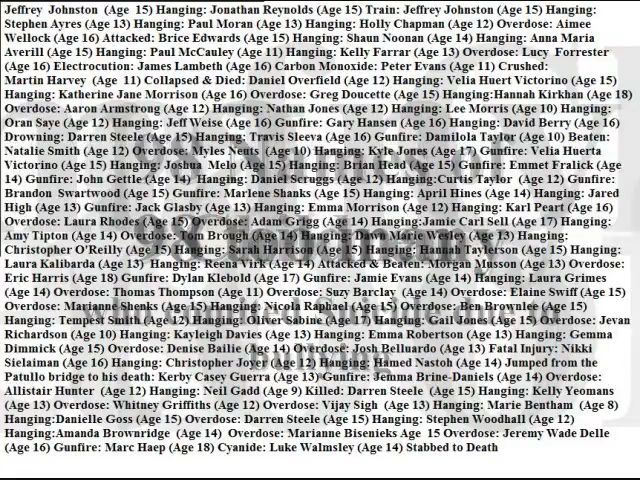 Jeffrey Johnston (Age 15) Hanging: Jonathan Reynolds (Age 15) Train: Jeffrey Johnston (Age 15) Hanging:
Stephen Ayres (Age 13) Hanging: Paul Moran (Age 13) Hanging: Holly Chapman (Age 12) Overdose: Aimee
Wellock (Age 16) Attacked: Brice Edwards (Age 15) Hanging: Shaun Noonan (Age 14) Hanging: Anna Maria
Averill (Age 15) Hanging: Paul McCauley (Age 11) Hanging: Kelly Farrar (Age 13) Overdose: Lucy Forrester
(Age 16) Electrocution: James Lambeth (Age 16) Carbon Monoxide: Peter Evans (Age 11) Crushed:
Martin Harvey (Age 11) Collapsed & Died: Daniel Overfield (Age 12) Hanging: Velia Huert Victorino (Age 15)
Hanging: Katherine Jane Morrison (Age 16) Overdose: Greg Doucette (Age 15) Hanging:Hannah Kirkhan (Age 18)
Overdose: Aaron Armstrong (Age 12) Hanging: Nathan Jones (Age 12) Hanging: Lee Morris (Age 10) Hanging:
Oran Saye (Age 12) Hanging: Jeff Weise (Age 16) Gunfire: Gary Hansen (Age 16) Hanging: David Berry (Age 16)
Drowning: Darren Steele (Age 15) Hanging: Travis Sleeva (Age 16) Gunfire: Damilola Taylor (Age 10) Beaten:
Natalie Smith (Age 12) Overdose: Myles Neuts (Age 10) Hanging: Kyle Jones (Age 17) Gunfire: Velia Huerta
Victorino (Age 15) Hanging: Joshua Melo (Age 15) Hanging: Brian Head (Age 15) Gunfire: Emmet Fralick (Age
14) Gunfire: John Gettle (Age 14) Hanging: Daniel Scruggs (Age 12) Hanging:Curtis Taylor (Age 12) Gunfire:
Brandon Swartwood (Age 15) Gunfire: Marlene Shanks (Age 15) Hanging: April Hines (Age 14) Hanging: Jared
High (Age 13) Gunfire: Jack Glasby (Age 13) Hanging: Emma Morrison (Age 12) Hanging: Karl Peart (Age 16)
Overdose: Laura Rhodes (Age 15) Overdose: Adam Grigg (Age 14) Hanging:Jamie Carl Sell (Age 17) Hanging:
Amy Tipton (Age 14) Overdose: Tom Brough (Age 14) Hanging: Dawn Marie Wesley (Age 13) Hanging:
Christopher O'Reilly (Age 15) Hanging: Sarah Harrison (Age 15) Hanging: Hannah Tayterson (Age 15) Hanging:
Laura Kalibarda (Age 13) Hanging: Reena Virk (Age 14) Attacked & Beaten: Morgan Musson (Age 13) Overdose:
Eric Harris (Age 18) Gunfire: Dylan Klebold (Age 17) Gunfire: Jamie Evans (Age 14) Hanging: Laura Grimes
(Age 14) Overdose: Thomas Thompson (Age 11) Overdose: Suzy Barclay (Age 14) Overdose: Elaine Swiff (Age 15)
Overdose: Marianne Shenks (Age 15) Hanging: Nicola Raphael (Age 15) Overdose: Ben Brownlee (Age 15)
Hanging: Tempest Smith (Age 12) Hanging: Oliver Sabine (Age 17) Hanging: Gail Jones (Age 15) Overdose: Jevan
Richardson (Age 10) Hanging: Kayleigh Davies (Age 13) Hanging: Emma Robertson (Age 13) Hanging: Gemma
Dimmick (Age 15) Overdose: Denise Bailie (Age 14) Overdose: Josh Belluardo (Age 13) Fatal Injury: Nikki
Sielaiman (Age 16) Hanging: Christopher Joyce (Age 12) Hanging: Hamed Nastoh (Age 14) Jumped from the
Patullo bridge to his death: Kerby Casey Guerra (Age 13) Gunfire: Jemma Brine-Daniels (Age 14) Overdose:
Allistair Hunter (Age 12) Hanging: Neil Gadd (Age 9) Killed: Darren Steele (Age 15) Hanging: Kelly Yeomans
(Age 13) Overdose: Whitney Griffiths (Age 12) Overdose: Vijay Sigh (Age 13) Hanging: Marie Bentham (Age 8)
Hanging:Danielle Goss (Age 15) Overdose: Darren Steele (Age 15) Hanging: Stephen Woodhall (Age 12)
Hanging:Amanda Brownridge (Age 14) Overdose: Marianne Bisenieks Age 15 Overdose: Jeremy Wade Delle
(Age 16) Gunfire: Marc Haep (Age 18) Cyanide: Luke Walmsley (Age 14) Stabbed to Death
bullying